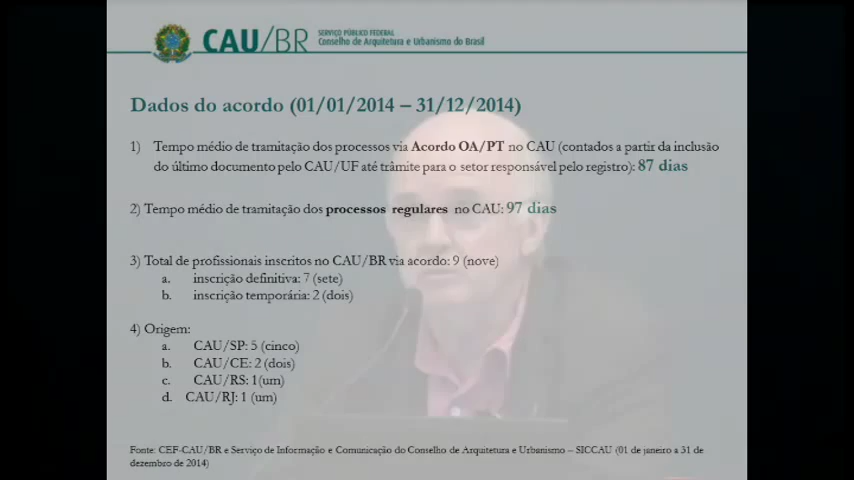 CAU/BR
SERVIÇO PÚBLICO FEDERAL
Conselho de Arquitetura e Urbanismo do Brasil
Dados do acordo (01/01/2014 – 31/12/2014)
1) Tempo médio de tramitação dos processos via Acordo OA/PT no CAU (contados a partir da inclusão
do último documento pelo CAU/UF até trâmite para o setor responsável pelo registro): 87 dias
2) Tempo médio de tramitação dos processos regulares no CAU: 97 dias
3) Total de profissionais inscritos no CAU/BR via acordo: 9 (nove)
a. inscrição definitiva: 7 (sete)
b. inscrição temporária: 2 (dois)
4) Origem:
a. CAU/SP: 5 (cinco)
b. CAU/CE: 2 (dois)
c. CAU/RS: 1(um)
d. CAU/RJ: 1 (um)
Fonte: CEF-CAU/BR e Serviço de Informação e Comunicação do Conselho de Arquitetura e Urbanismo – SICCAU (01 de janeiro a 31 de
dezembro de 2014)